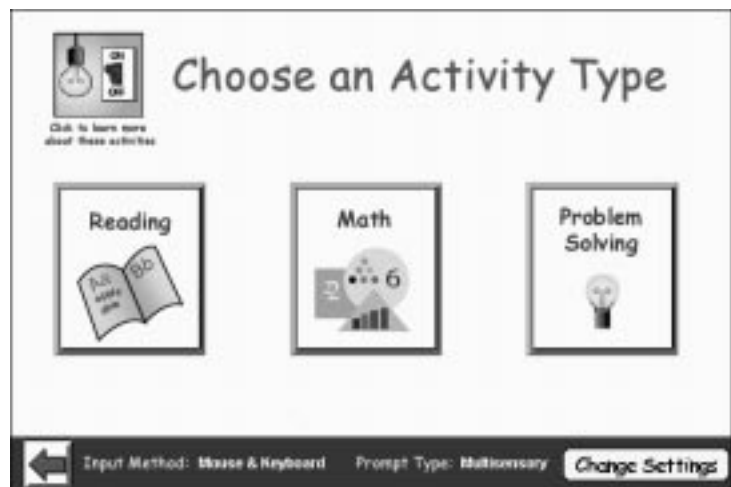 Choose an Activity Type
ON
OFF
Click to learn more
about these activities
Reading
Math
Problem
Solving
Bb
6
Input Method: Mouse & Keyboard Prompt Type: Multisensory Change Settings